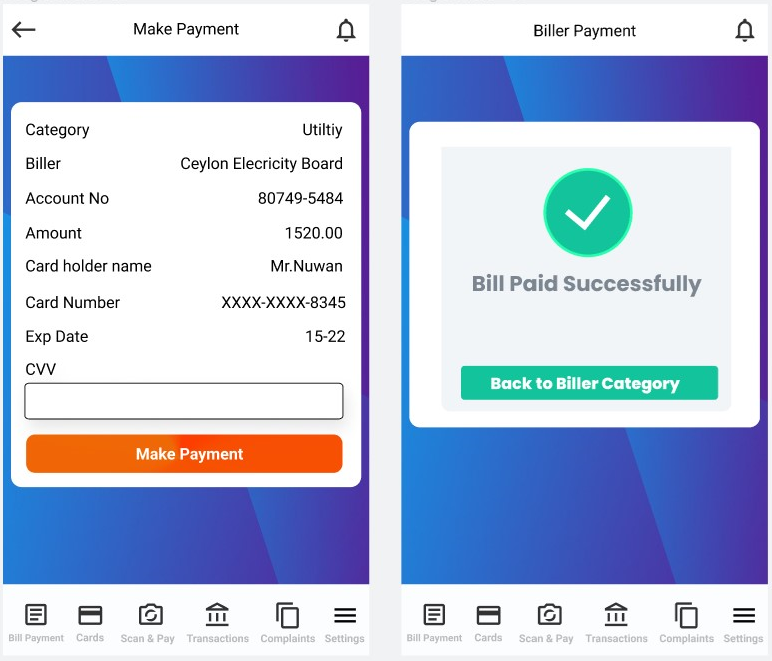 Make Payment
Category Utiltiy
Biller Ceylon Elecricity Board
Account No 80749-5484
Amount 1520.00
Card holder name Mr.Nuwan
Card Number XXXX-XXXX-8345
Exp Date 15-22
CVV
Make Payment
Bill Payment Cards Scan & Pay Transactions Complaints Settings
Biller Payment
Bill Paid Successfully
Back to Biller Category
Bill Payment Cards Scan & Pay Transactions Complaints Settings